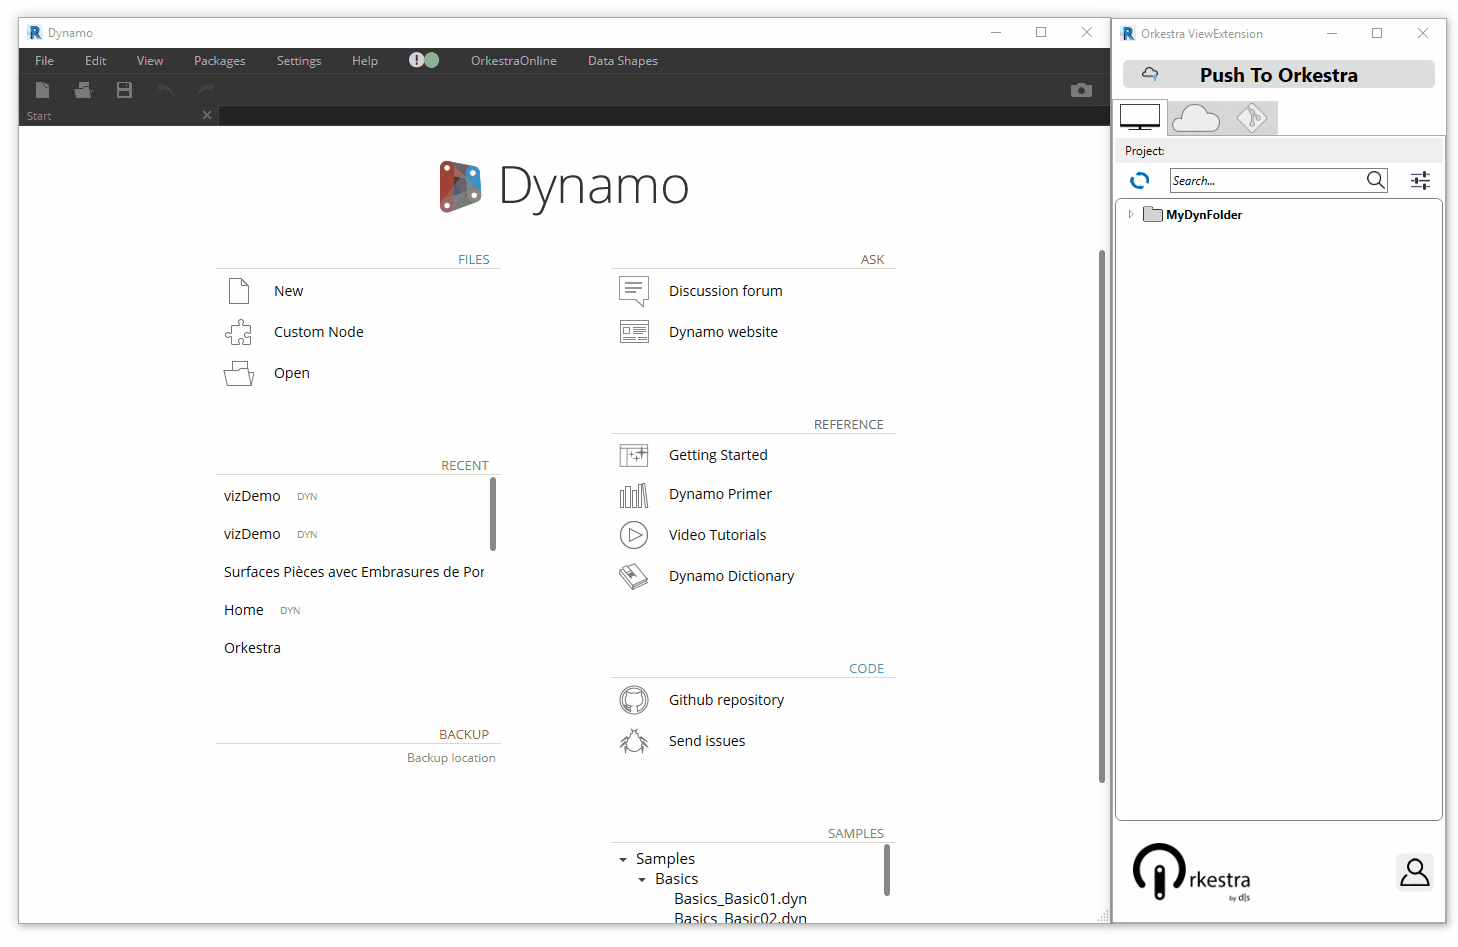 Dynamo
File Edit View Packages Settings Help OrkestraOnline Data Shapes
Start
Dynamo
FILES
New
Custom Node
Open
RECENT
vizDemo DYN
vizDemo DYN
Surfaces Pièces avec Embrasures de Por
Home DYN
Orkestra
BACKUP
Backup location
ASK
Discussion forum
Dynamo website
REFERENCE
Getting Started
Dynamo Primer
Video Tutorials
Dynamo Dictionary
CODE
Github repository
Send issues
SAMPLES
Samples
Basics
Basics_Basic01.dyn
Basics_Basic02.dyn
Orkestra ViewExtension
Push To Orkestra
Project:
Search...
MyDynFolder
Orkestra
by d|s